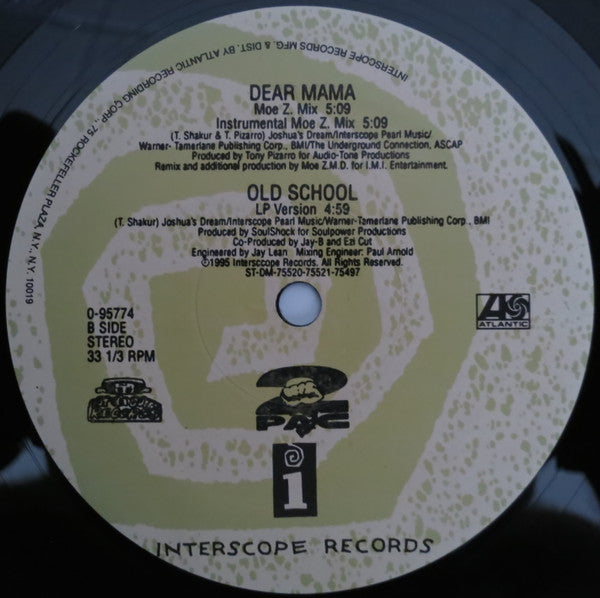 INTERSCOPE RECORDS MFG. & DIST. BY ATLANTIC RECORDING CORP., 75 ROCKEFELLER PLAZA, N.Y., N.Y. 10019
DEAR MAMA
Moe Z. Mix 5:09
Instrumental Moe Z. Mix 5:09
(T. Shakur & T. Pizarro) Joshua's Dream/Interscope Pearl Music/
Warner- Tamerlane Publishing Corp., BMI/The Underground Connection, ASCAP
Produced by Tony Pizarro for Audio-Tone Productions
Remix and additional production by Moe Z.M.D. for I.M.I. Entertainment.
OLD SCHOOL
LP Version 4:59
(T. Shakur) Joshua's Dream/Interscope Pearl Music/Warner-Tamerlane Publishing Corp., BMI
Produced by SoulShock for Soulpower Productions
Co-Produced by Jay-B and Ezi Cut
Engineered by Jay Lean Mixing Engineer: Paul Arnold
©1995 Interscope Records. All Rights Reserved.
ST-DM-75520-75521-75497
0-95774
B SIDE
STEREO
33 1/3 RPM
ATLANTIC
2
PAC
i
INTERSCOPE RECORDS